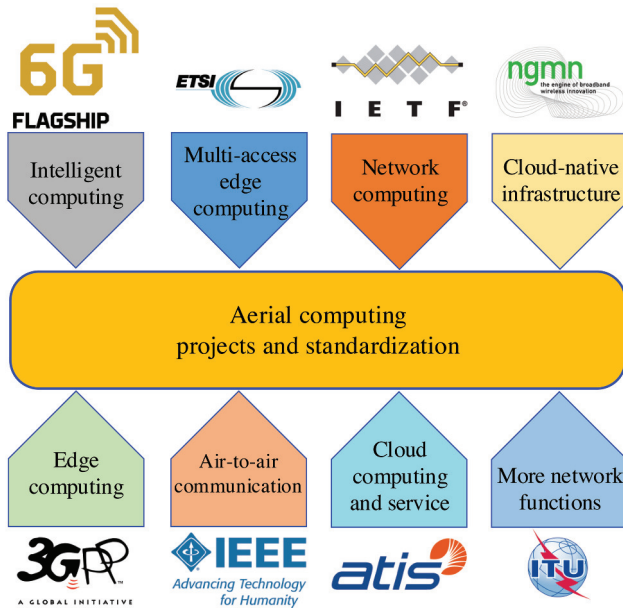 6G
FLAGSHIP
ETSI
I E T F®
ngmn
the engine of broadband
wireless innovation
Intelligent
computing
Multi-access
edge
computing
Network
computing
Cloud-native
infrastructure
Aerial computing
projects and standardization
Edge
computing
Air-to-air
communication
Cloud
computing
and service
More network
functions
3GPP™
A GLOBAL INITIATIVE
IEEE
Advancing Technology
for Humanity
atis
ITU